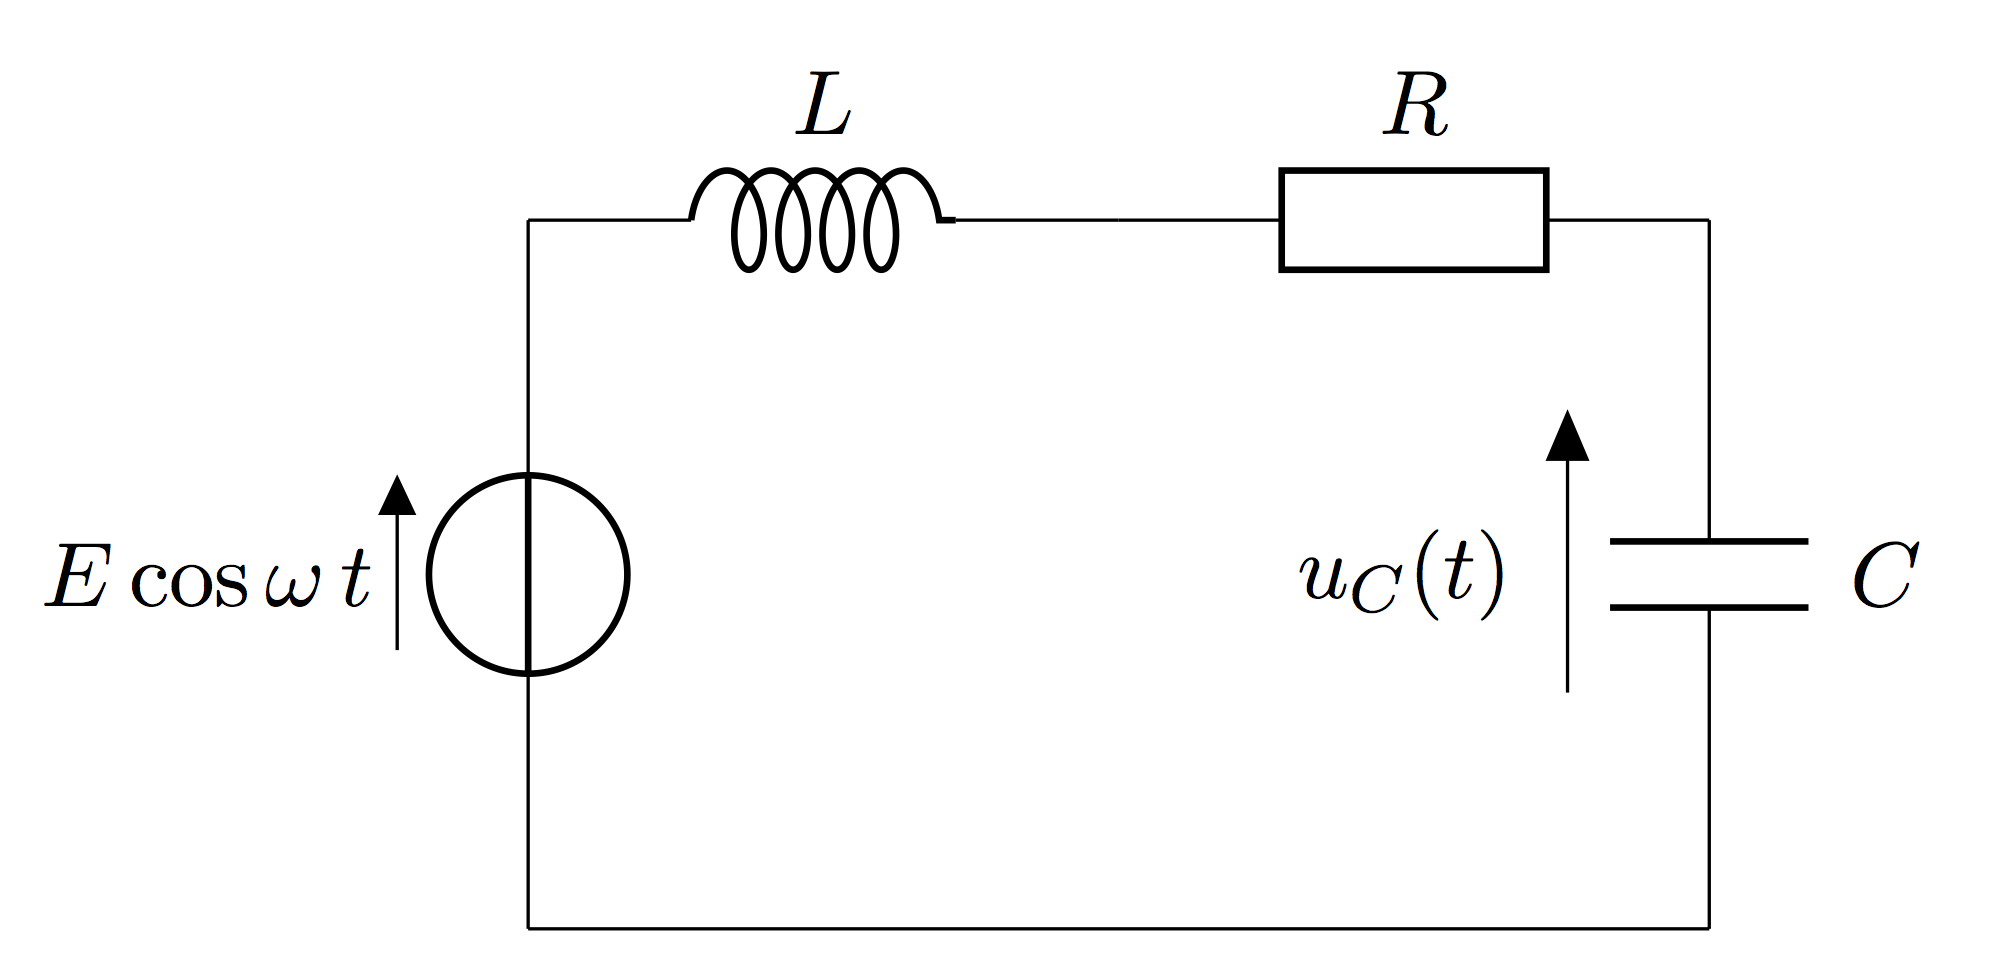 L
R
E cos ω t
u_C(t)
C